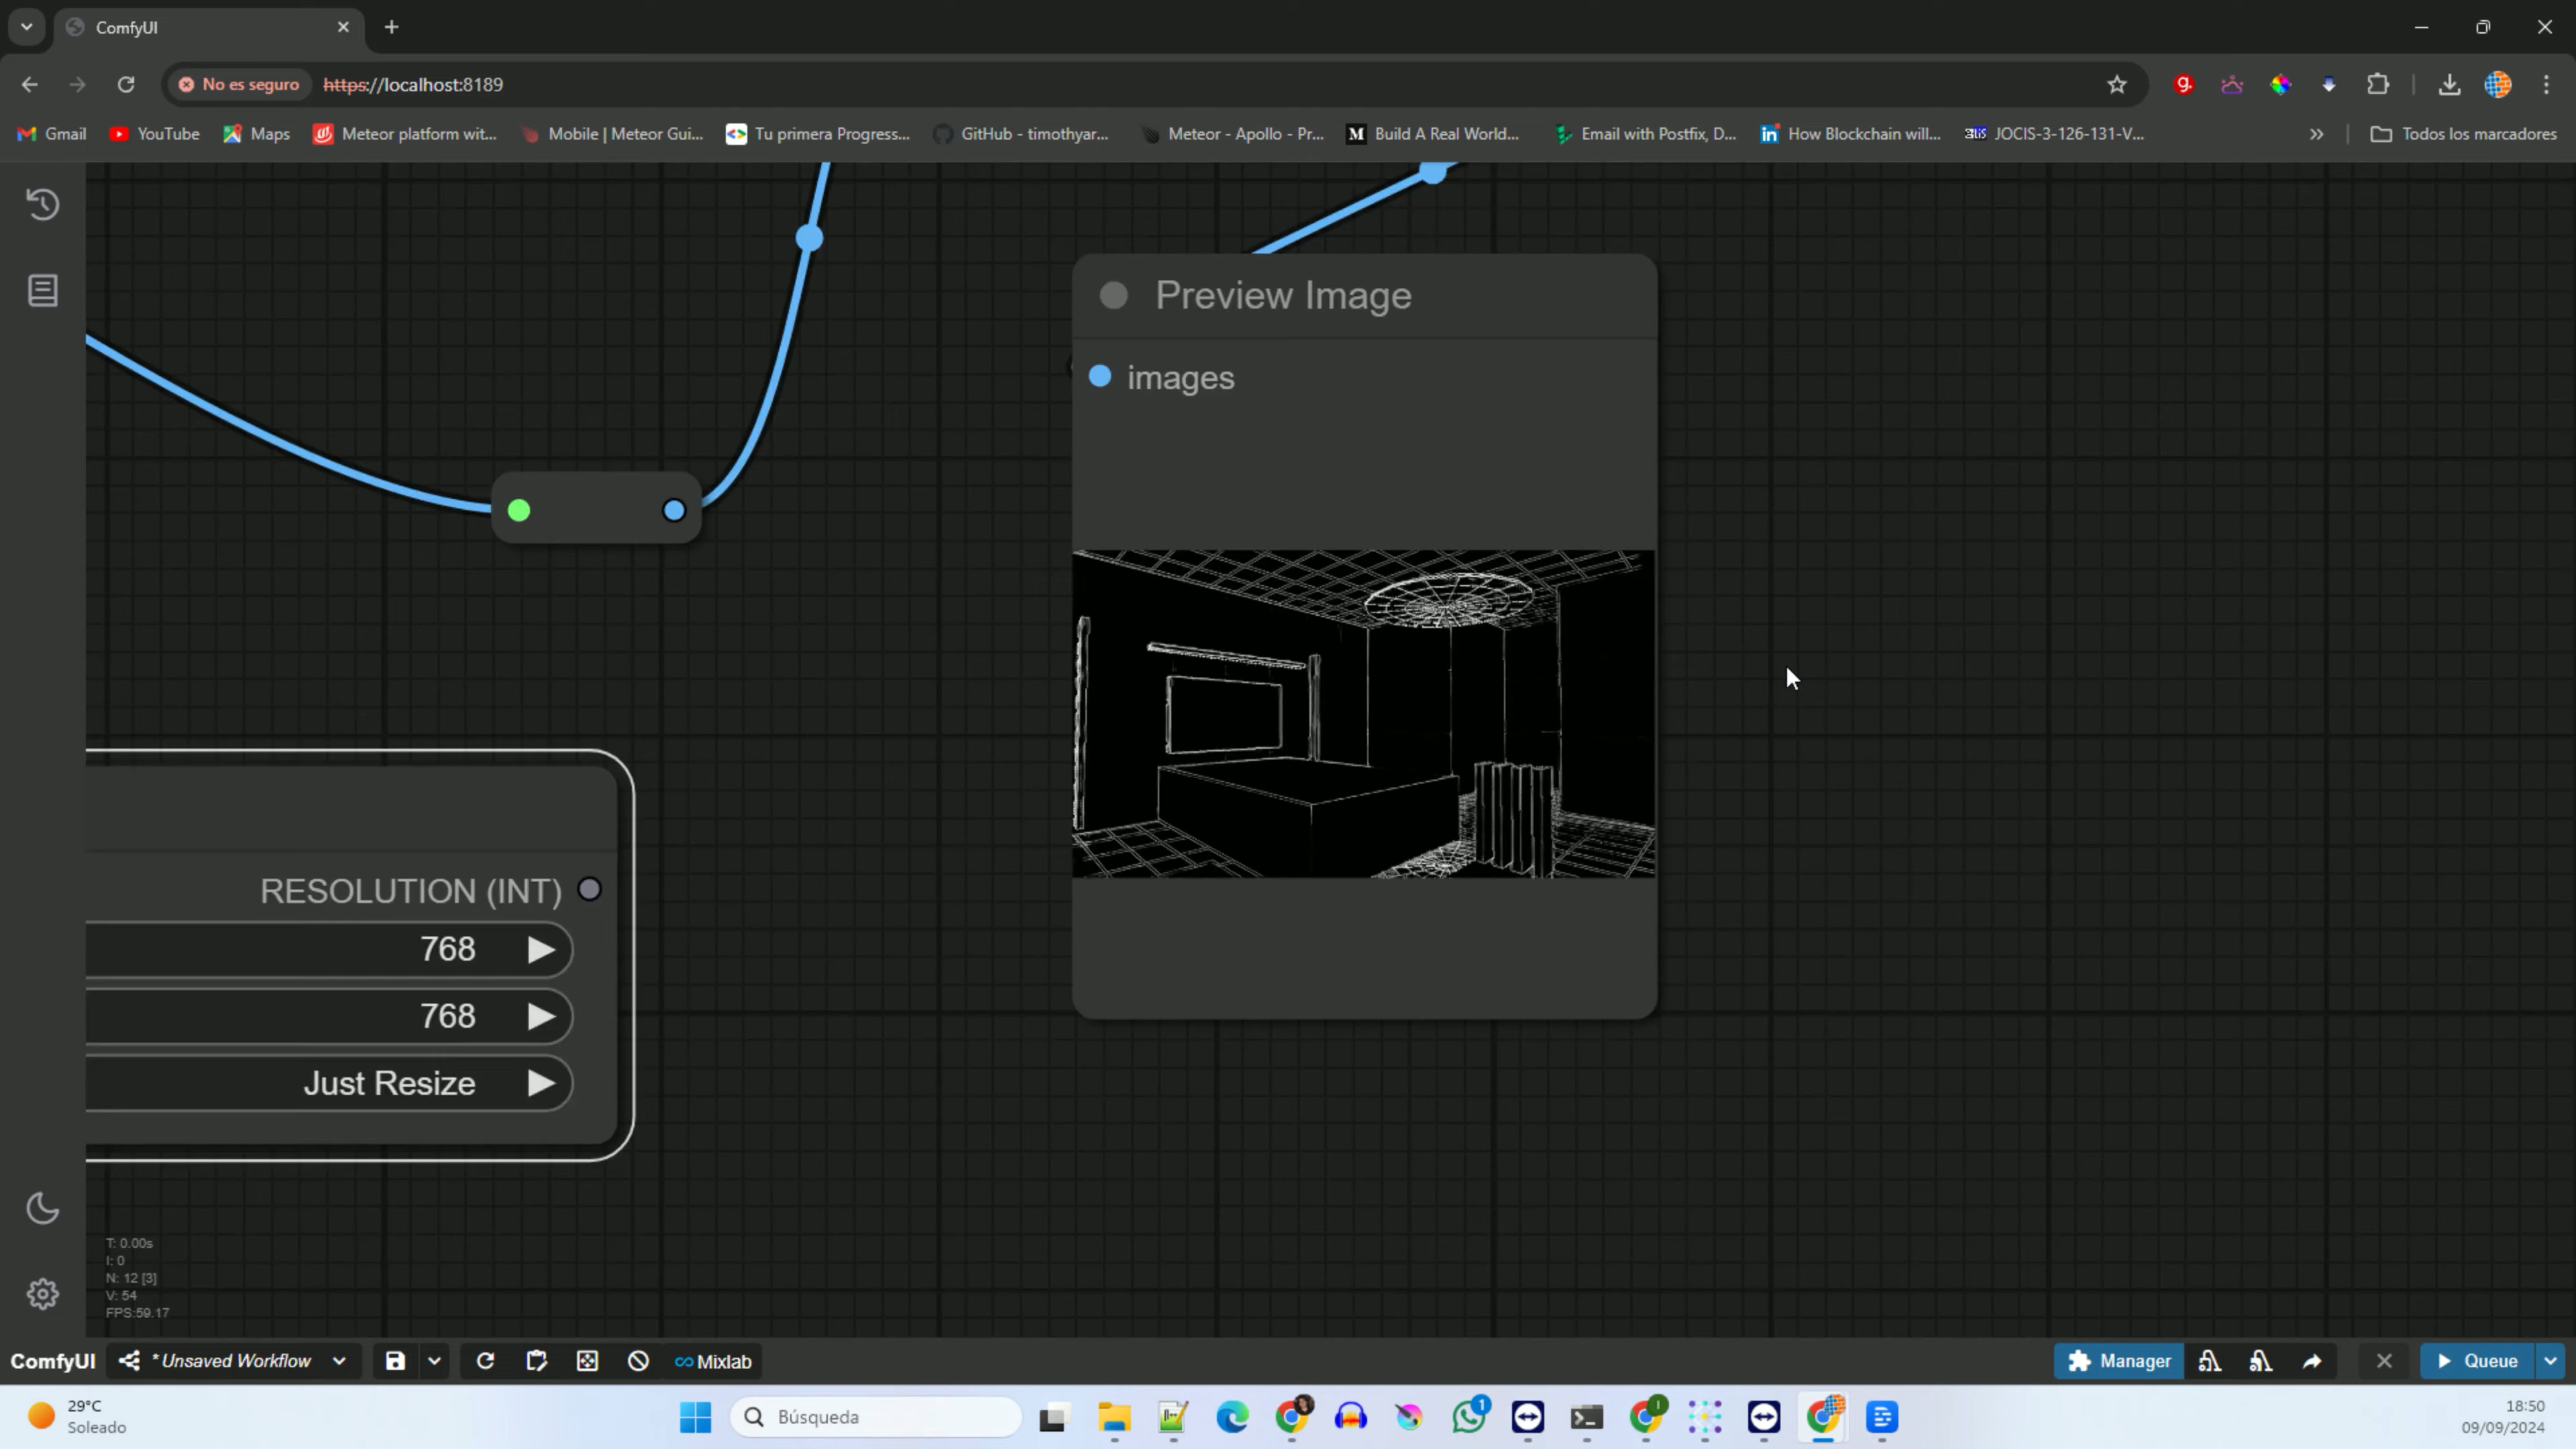 ComfyUI
No es seguro https://localhost:8189
Gmail YouTube Maps Meteor platform wit... Mobile | Meteor Gui... Tu primera Progress... GitHub - timothyar... Meteor - Apollo - Pr... Build A Real World... Email with Postfix, D... How Blockchain will... JOCIS-3-126-131-V... » Todos los marcadores
Preview Image
images
RESOLUTION (INT)
768
768
Just Resize
T: 0.00s
I: 0
N: 12 [3]
V: 54
FPS:59.17
ComfyUI * Unsaved Workflow Mixlab Manager Queue
29°C
Soleado
Búsqueda
1
18:50
09/09/2024